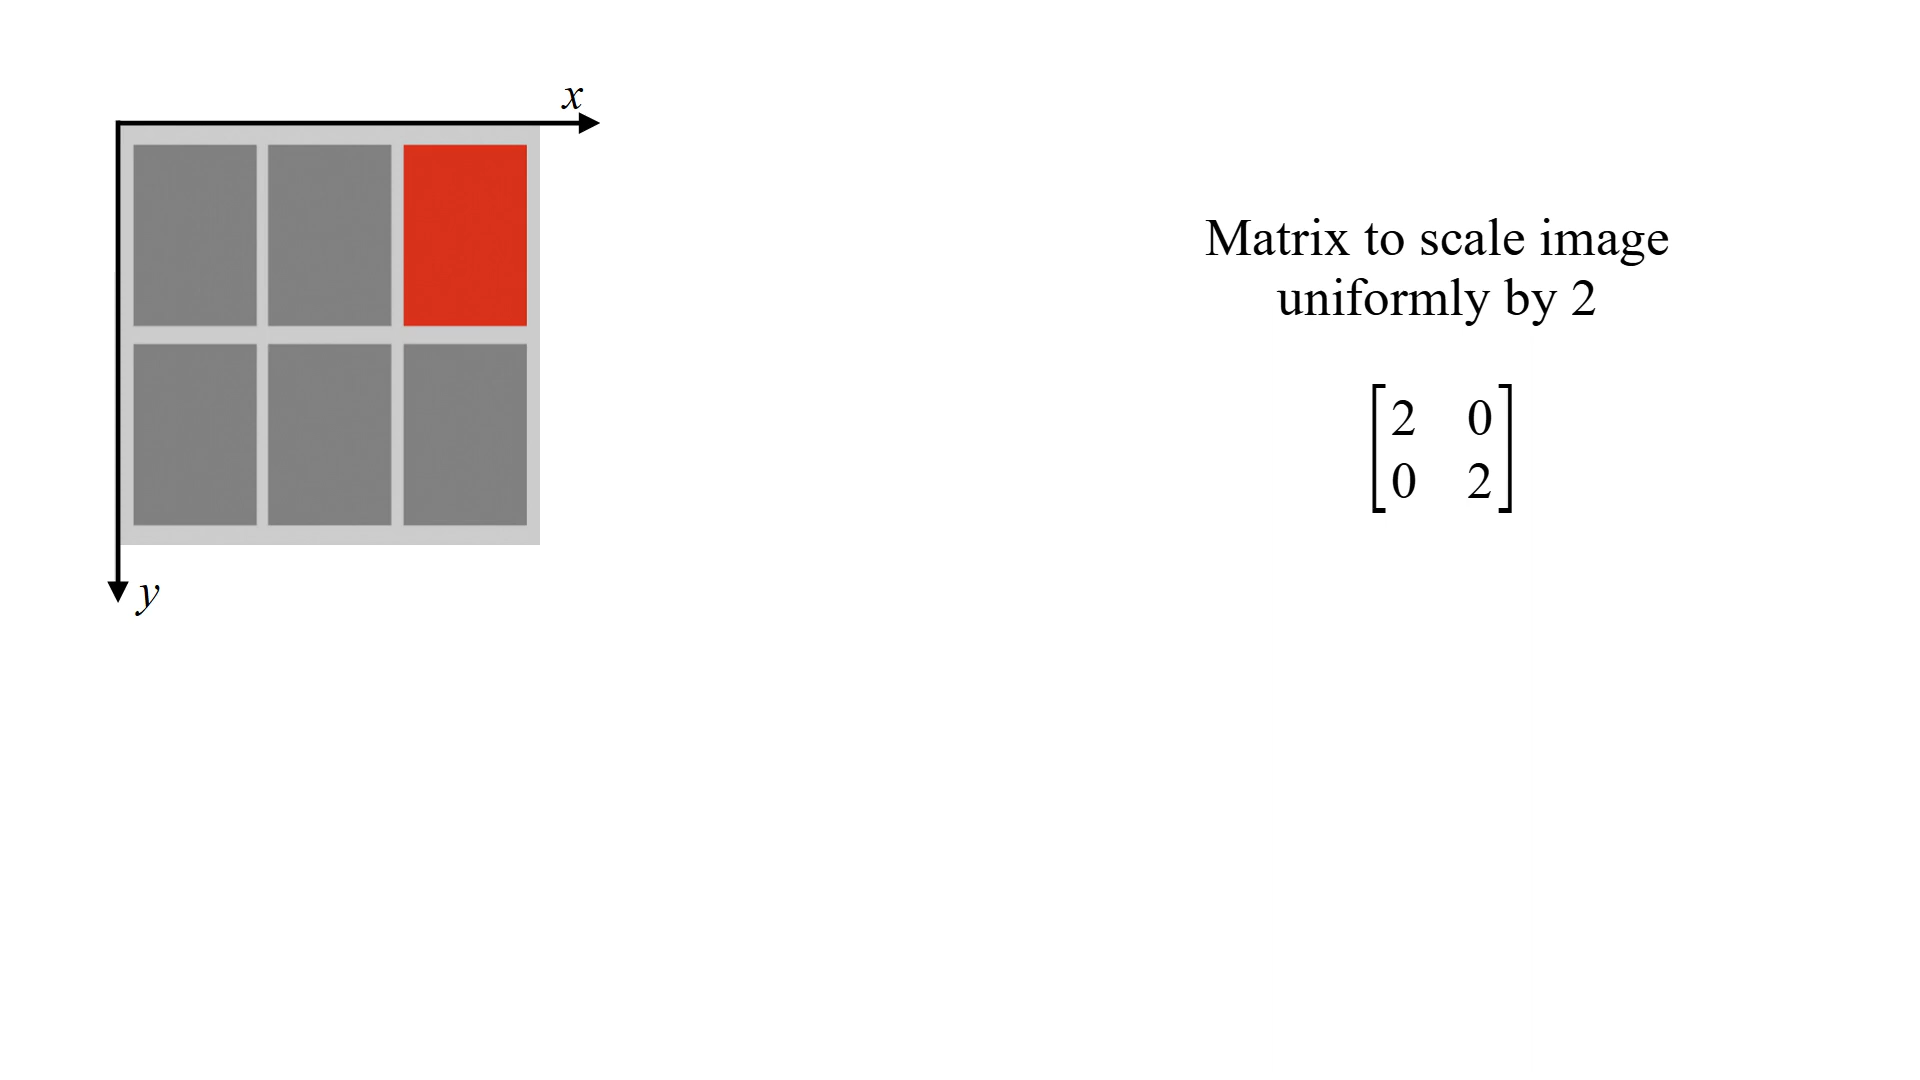 x
Matrix to scale image
uniformly by 2
2 0
0 2
y